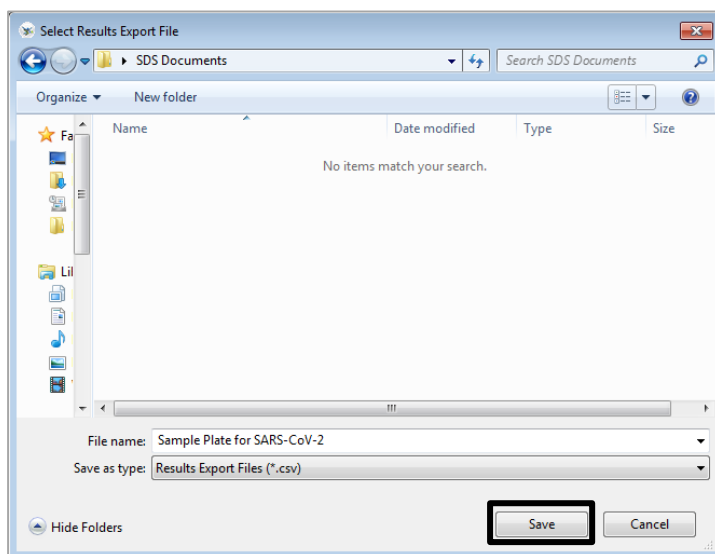 Select Results Export File
SDS Documents
Search SDS Documents
Organize
New folder
Fa
Name
Date modified
Type
Size
No items match your search.
Lil
File name: Sample Plate for SARS-CoV-2
Save as type: Results Export Files (*.csv)
Hide Folders
Save
Cancel